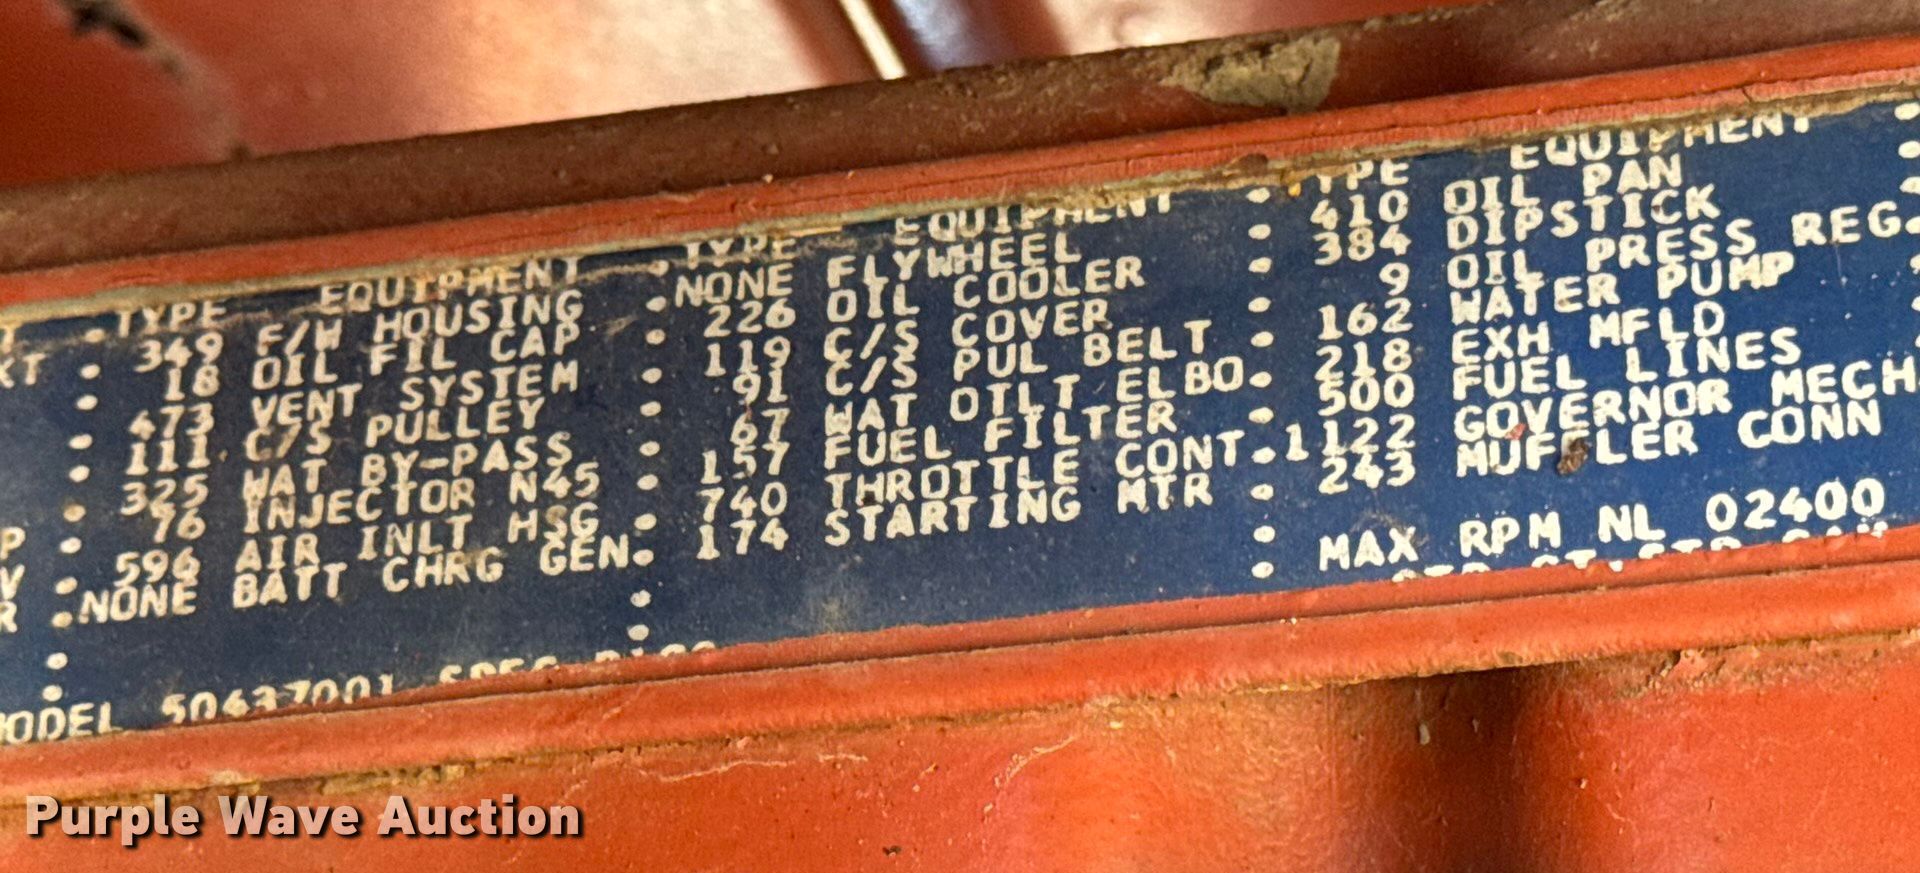 TYPE EQUIPMENT • TYPE EQUIPMENT • TYPE EQUIPMENT •
• 349 F/W HOUSING • NONE FLYWHEEL • 410 OIL PAN •
• 18 OIL FIL CAP • 226 OIL COOLER • 384 DIPSTICK •
• 473 VENT SYSTEM • 119 C/S COVER • 9 OIL PRESS REG•
• 111 C/S PULLEY • 91 C/S PUL BELT • 162 WATER PUMP
• 325 WAT BY-PASS • 67 WAT OTLT ELBO• 218 EXH MFLD
• 76 INJECTOR N45 • 157 FUEL FILTER • 500 FUEL LINES
• 596 AIR INLT HSG • 740 THROTTLE CONT•1122 GOVERNOR MECH
•NONE BATT CHRG GEN• 174 STARTING MTR • 243 MUFFLER CONN
MAX RPM NL 02400
MODEL 50437001 SPEC
Purple Wave Auction